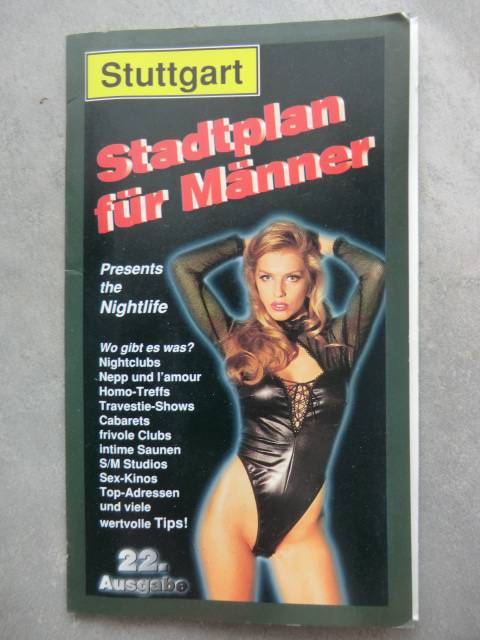 Stuttgart
Stadtplan
für Männer
Presents
the
Nightlife
Wo gibt es was?
Nightclubs
Nepp und l'amour
Homo-Treffs
Travestie-Shows
Cabarets
frivole Clubs
intime Saunen
S/M Studios
Sex-Kinos
Top-Adressen
und viele
wertvolle Tips!
22.
Ausgabe